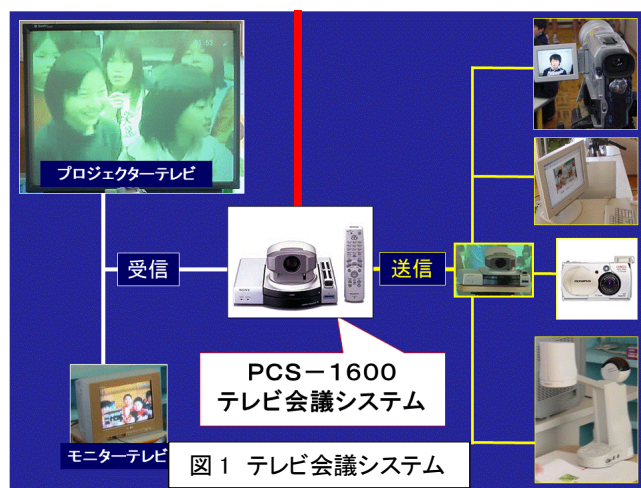 プロジェクターテレビ
受信
送信
PCS－1600
テレビ会議システム
モニターテレビ
図1 テレビ会議システム